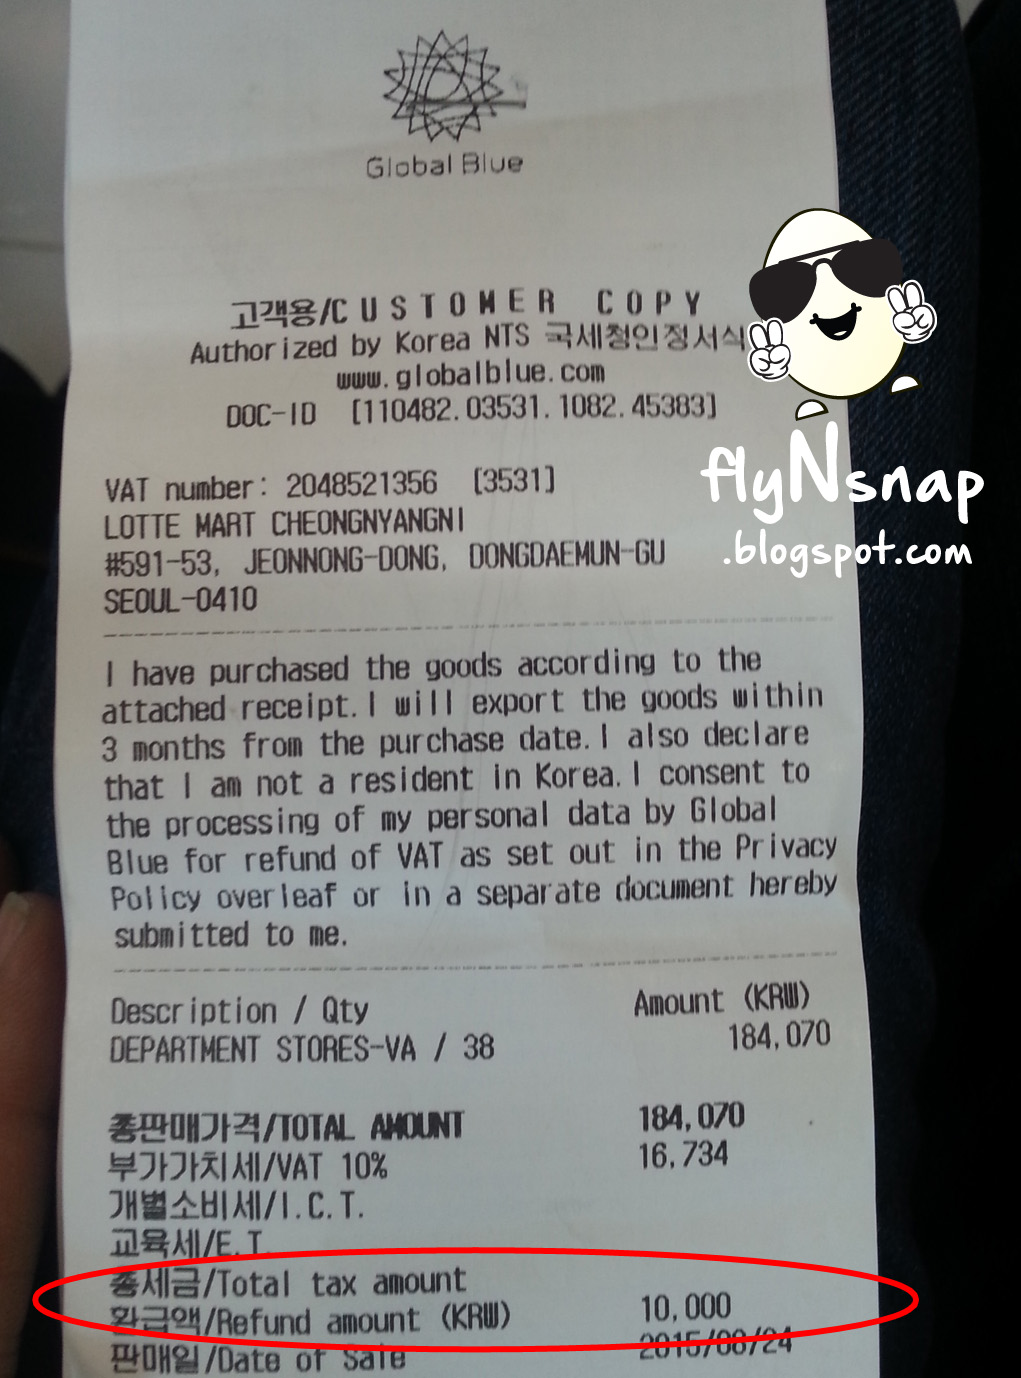 Global Blue
고객용/CUSTOMER COPY
Authorized by Korea NTS 국세청인정서식
www.globalblue.com
DOC-ID [110482.03531.1082.45383]
flyNsnap
.blogspot.com
VAT number: 2048521356 [3531]
LOTTE MART CHEONGNYANGNI
#591-53, JEONNONG-DONG, DONGDAEMUN-GU
SEOUL-0410
I have purchased the goods according to the
attached receipt. I will export the goods within
3 months from the purchase date. I also declare
that I am not a resident in Korea. I consent to
the processing of my personal data by Global
Blue for refund of VAT as set out in the Privacy
Policy overleaf or in a separate document hereby
submitted to me.
Description / Qty Amount (KRW)
DEPARTMENT STORES-VA / 38 184,070
총판매가격/TOTAL AMOUNT 184,070
부가가치세/VAT 10% 16,734
개별소비세/I.C.T.
교육세/E.T.
총세금/Total tax amount
환급액/Refund amount (KRW) 10,000
판매일/Date of Sale 2015/08/24